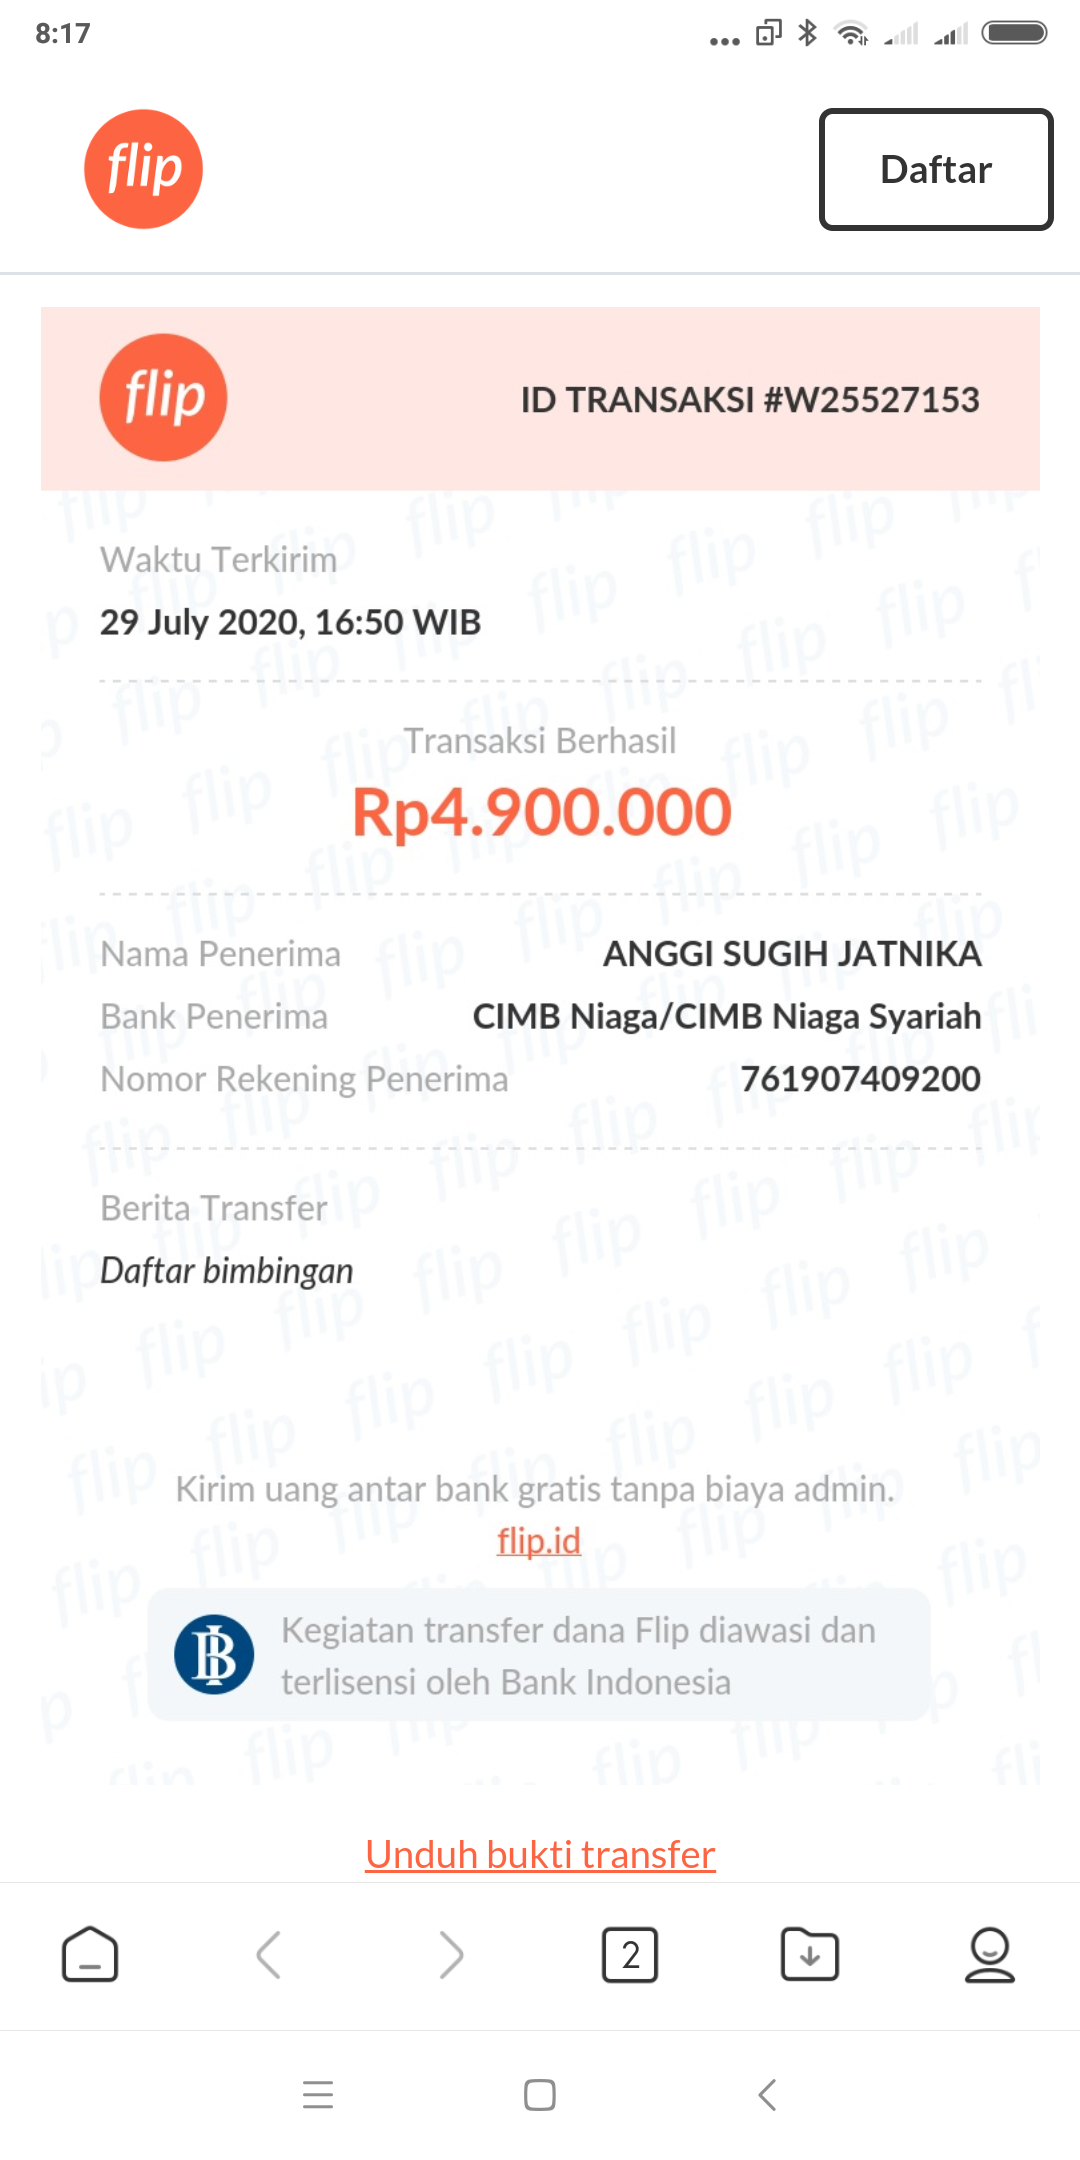 8:17
flip
Daftar
flip
ID TRANSAKSI #W25527153
Waktu Terkirim
29 July 2020, 16:50 WIB
Transaksi Berhasil
Rp4.900.000
Nama Penerima ANGGI SUGIH JATNIKA
Bank Penerima CIMB Niaga/CIMB Niaga Syariah
Nomor Rekening Penerima 761907409200
Berita Transfer
Daftar bimbingan
Kirim uang antar bank gratis tanpa biaya admin.
flip.id
Kegiatan transfer dana Flip diawasi dan
terlisensi oleh Bank Indonesia
Unduh bukti transfer
2